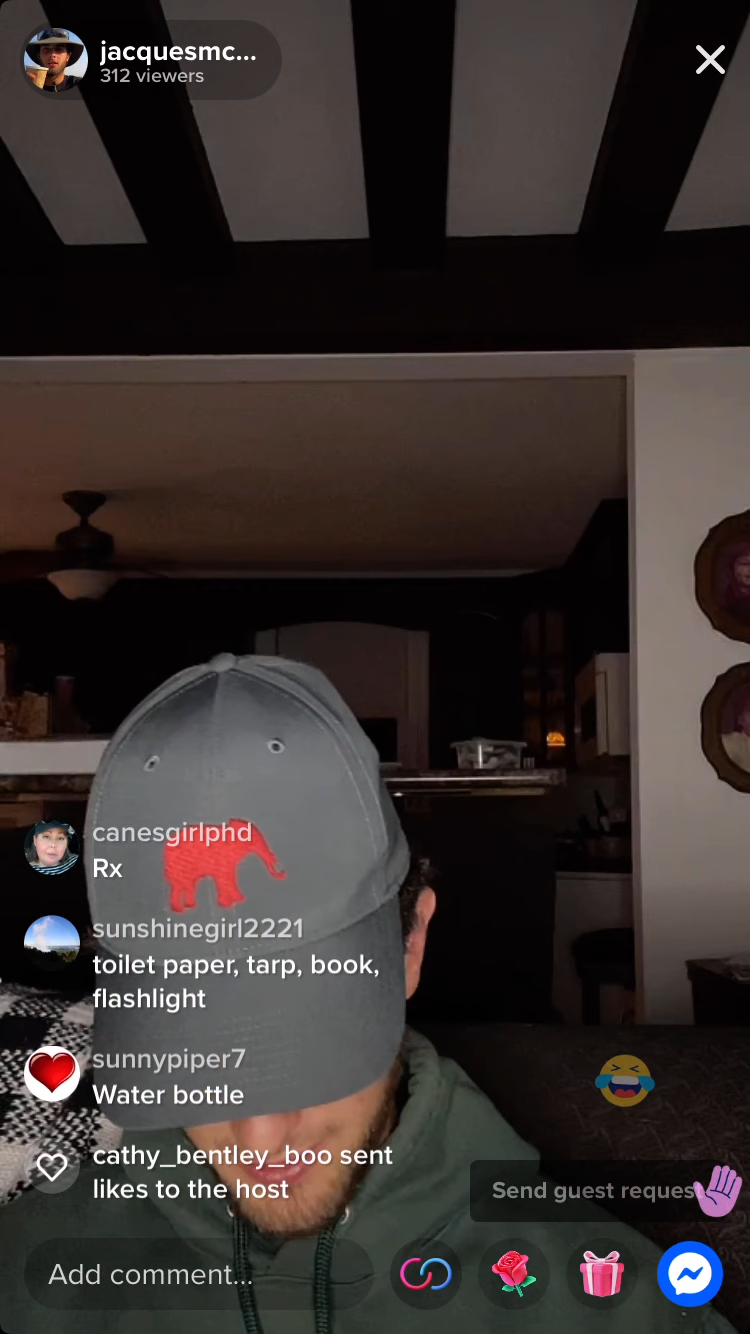 jacquesmc...
312 viewers
canesgirlphd
Rx
sunshinegirl2221
toilet paper, tarp, book,
flashlight
sunnypiper7
Water bottle
cathy_bentley_boo sent
likes to the host
Send guest request
Add comment...